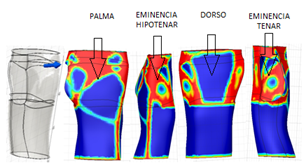 PALMA
EMINENCIA
HIPOTENAR
DORSO
EMINENCIA
TENAR